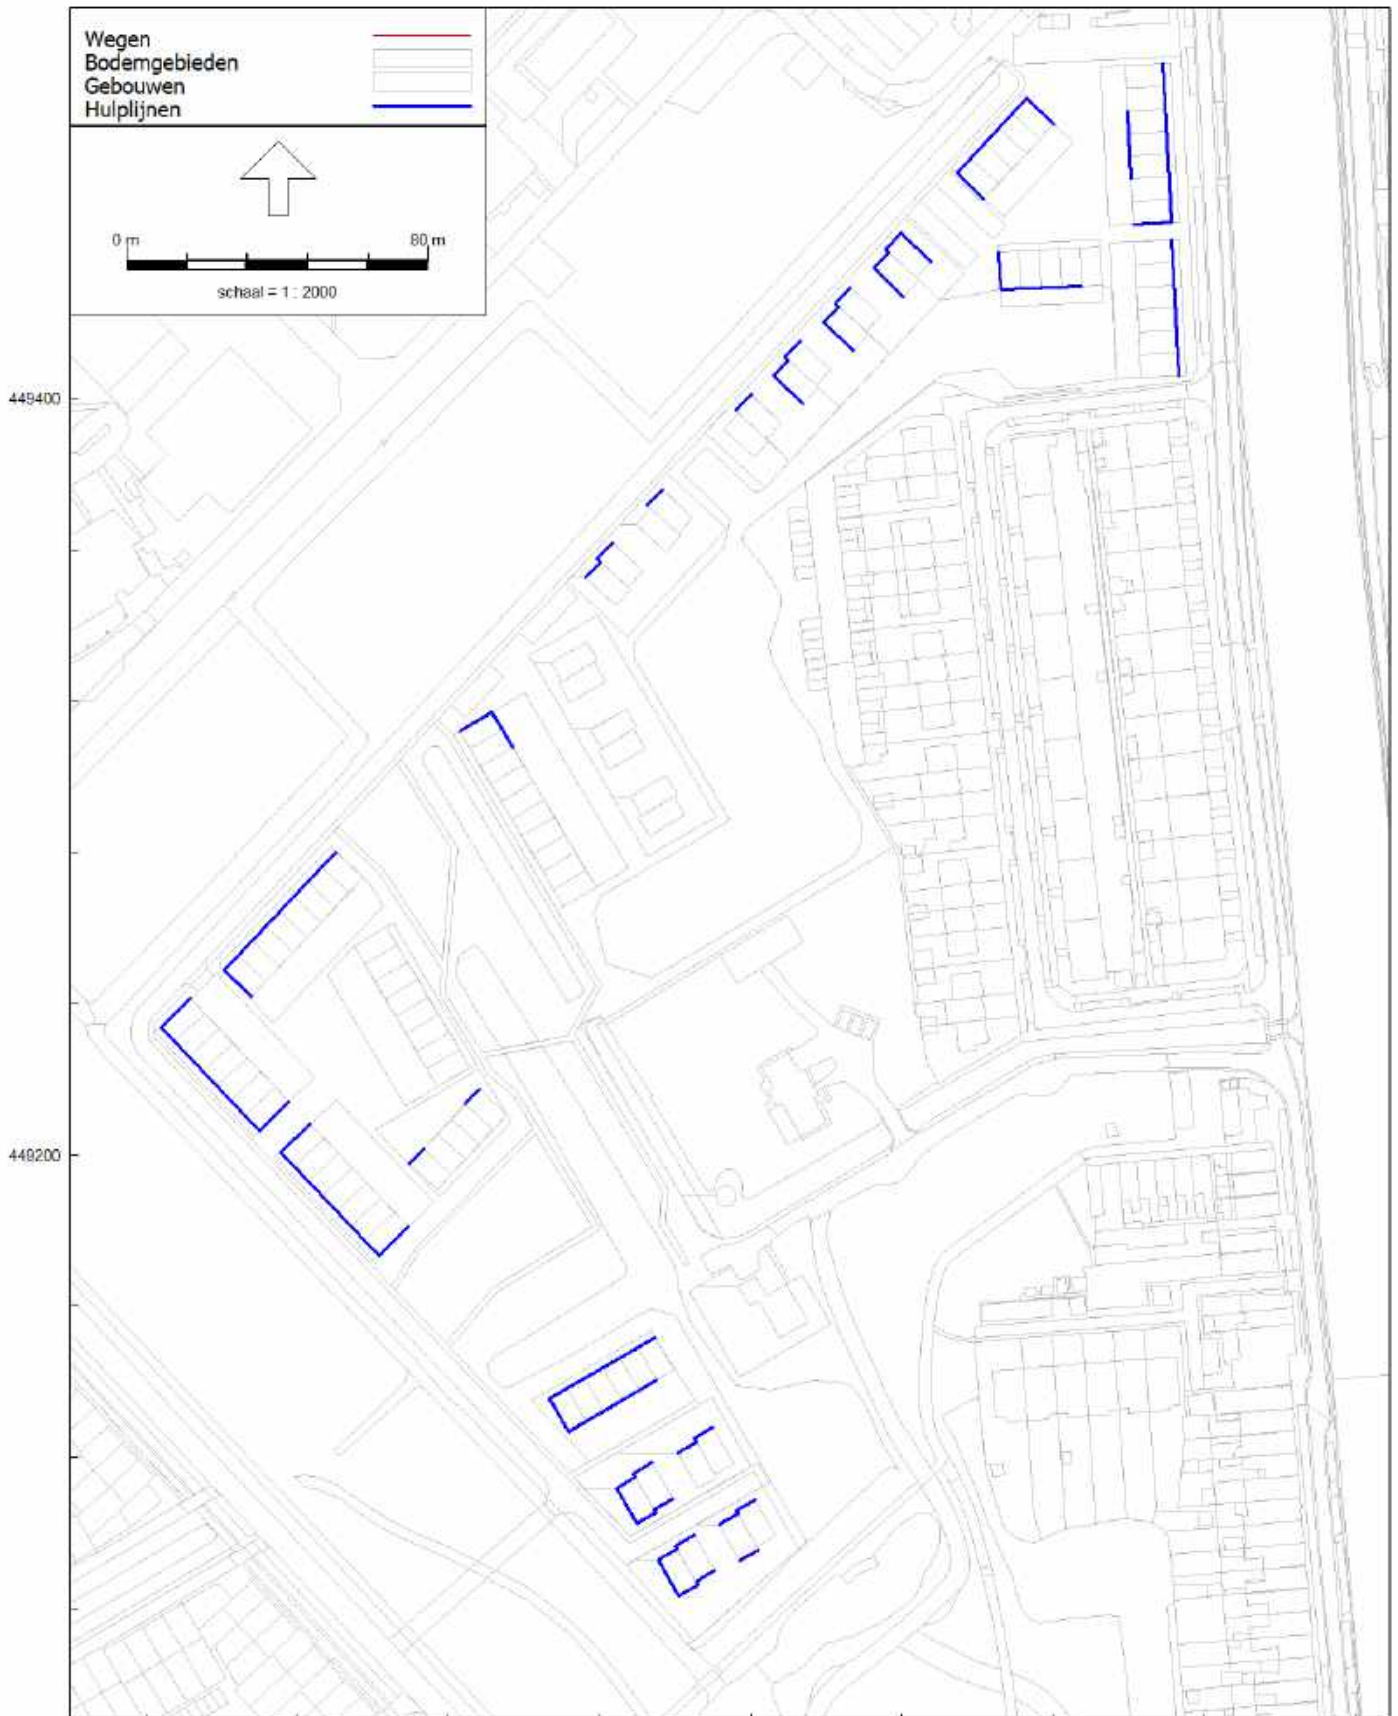 Wegen
Bodemgebieden
Gebouwen
Hulplijnen
0 m 80 m
schaal = 1 : 2000
449400
449200